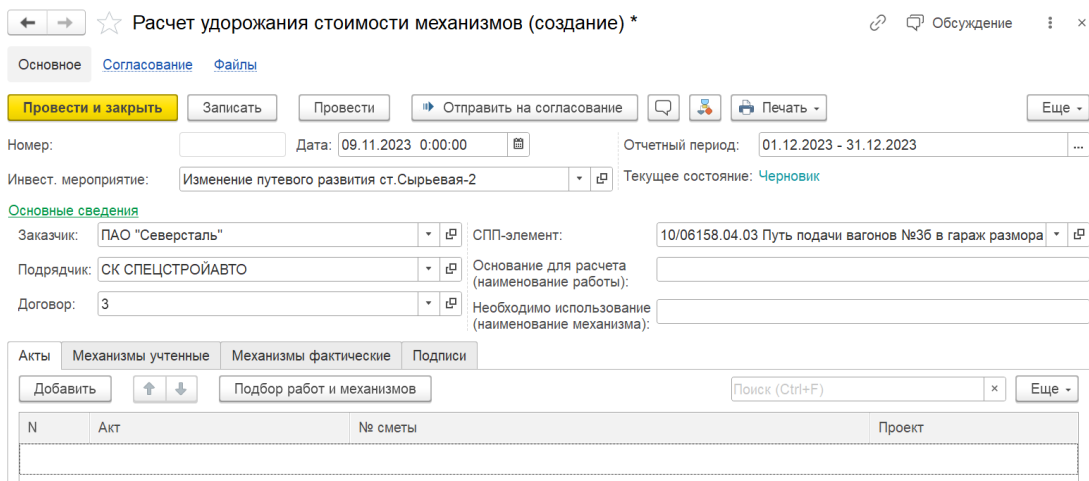 Расчет удорожания стоимости механизмов (создание) *
Обсуждение
Основное Согласование Файлы
Провести и закрыть Записать Провести Отправить на согласование Печать Еще
Номер: Дата: 09.11.2023 0:00:00 Отчетный период: 01.12.2023 - 31.12.2023 ...
Инвест. мероприятие: Изменение путевого развития ст.Сырьевая-2 Текущее состояние: Черновик
Основные сведения
Заказчик: ПАО "Северсталь" СПП-элемент: 10/06158.04.03 Путь подачи вагонов №3б в гараж размора
Подрядчик: СК СПЕЦСТРОЙАВТО Основание для расчета
(наименование работы):
Договор: 3 Необходимо использование
(наименование механизма):
Акты Механизмы учтенные Механизмы фактические Подписи
Добавить Подбор работ и механизмов Поиск (Ctrl+F) × Еще
N Акт № сметы Проект